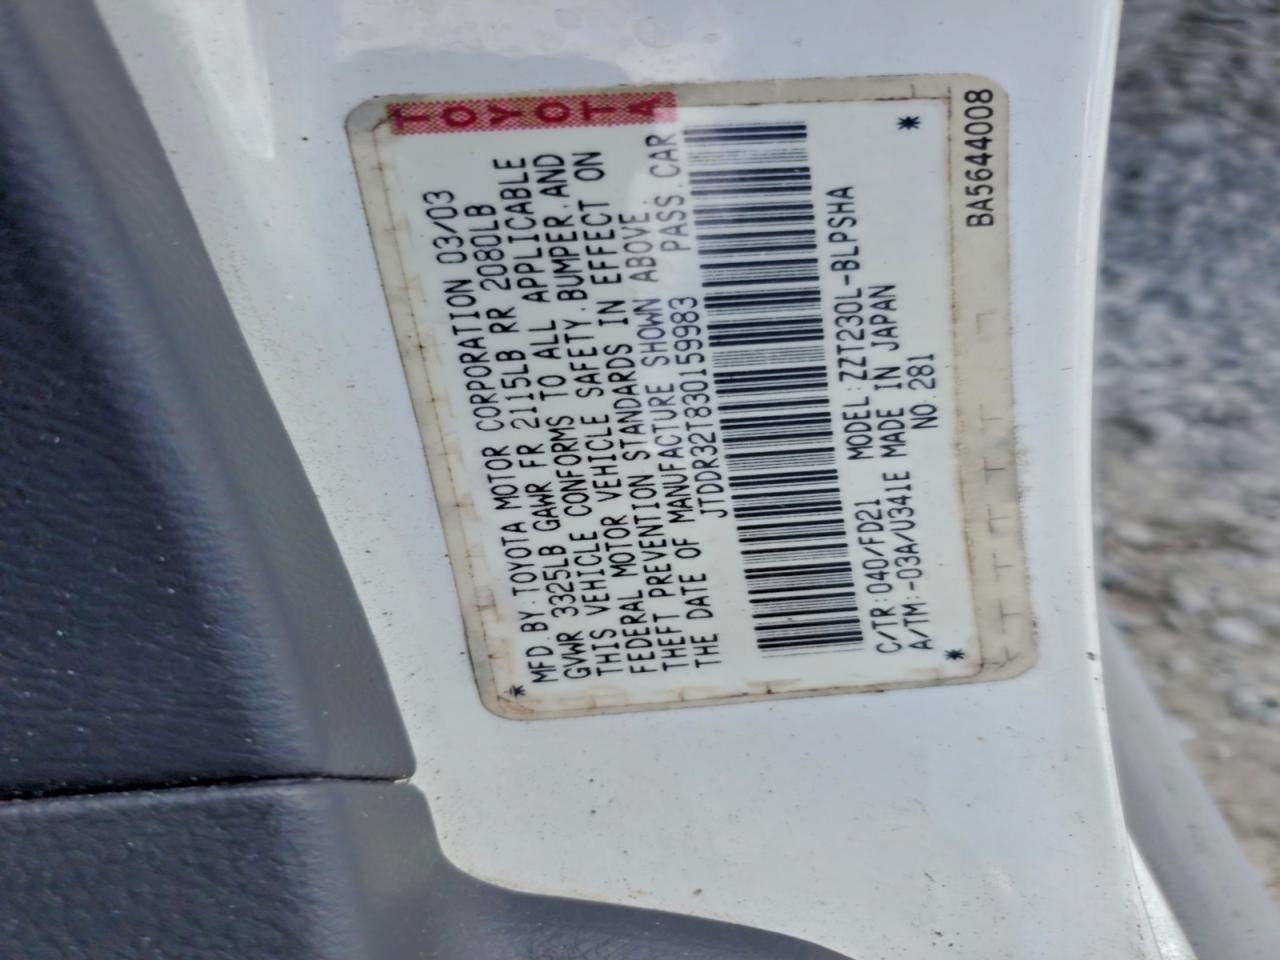 TOYOTA
MFD. BY: TOYOTA MOTOR CORPORATION 03/03
GVWR 3325LB GAWR FR 2115LB RR 2080LB
THIS VEHICLE CONFORMS TO ALL APPLICABLE
FEDERAL MOTOR VEHICLE SAFETY, BUMPER, AND
THEFT PREVENTION STANDARDS IN EFFECT ON
THE DATE OF MANUFACTURE SHOWN ABOVE.
JTDDR32T830159983 PASS. CAR
C/TR: 040/FD21 MODEL: ZZT230L-BLPSHA
A/TM: -03A/U341E MADE IN JAPAN
NO. 281
BA5644008